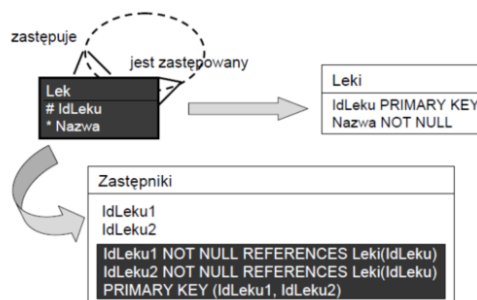 zastępuje
jest zastępowany
Lek
# IdLeku
* Nazwa
Leki
IdLeku PRIMARY KEY
Nazwa NOT NULL
Zastępniki
IdLeku1
IdLeku2
IdLeku1 NOT NULL REFERENCES Leki(IdLeku)
IdLeku2 NOT NULL REFERENCES Leki(IdLeku)
PRIMARY KEY (IdLeku1, IdLeku2)